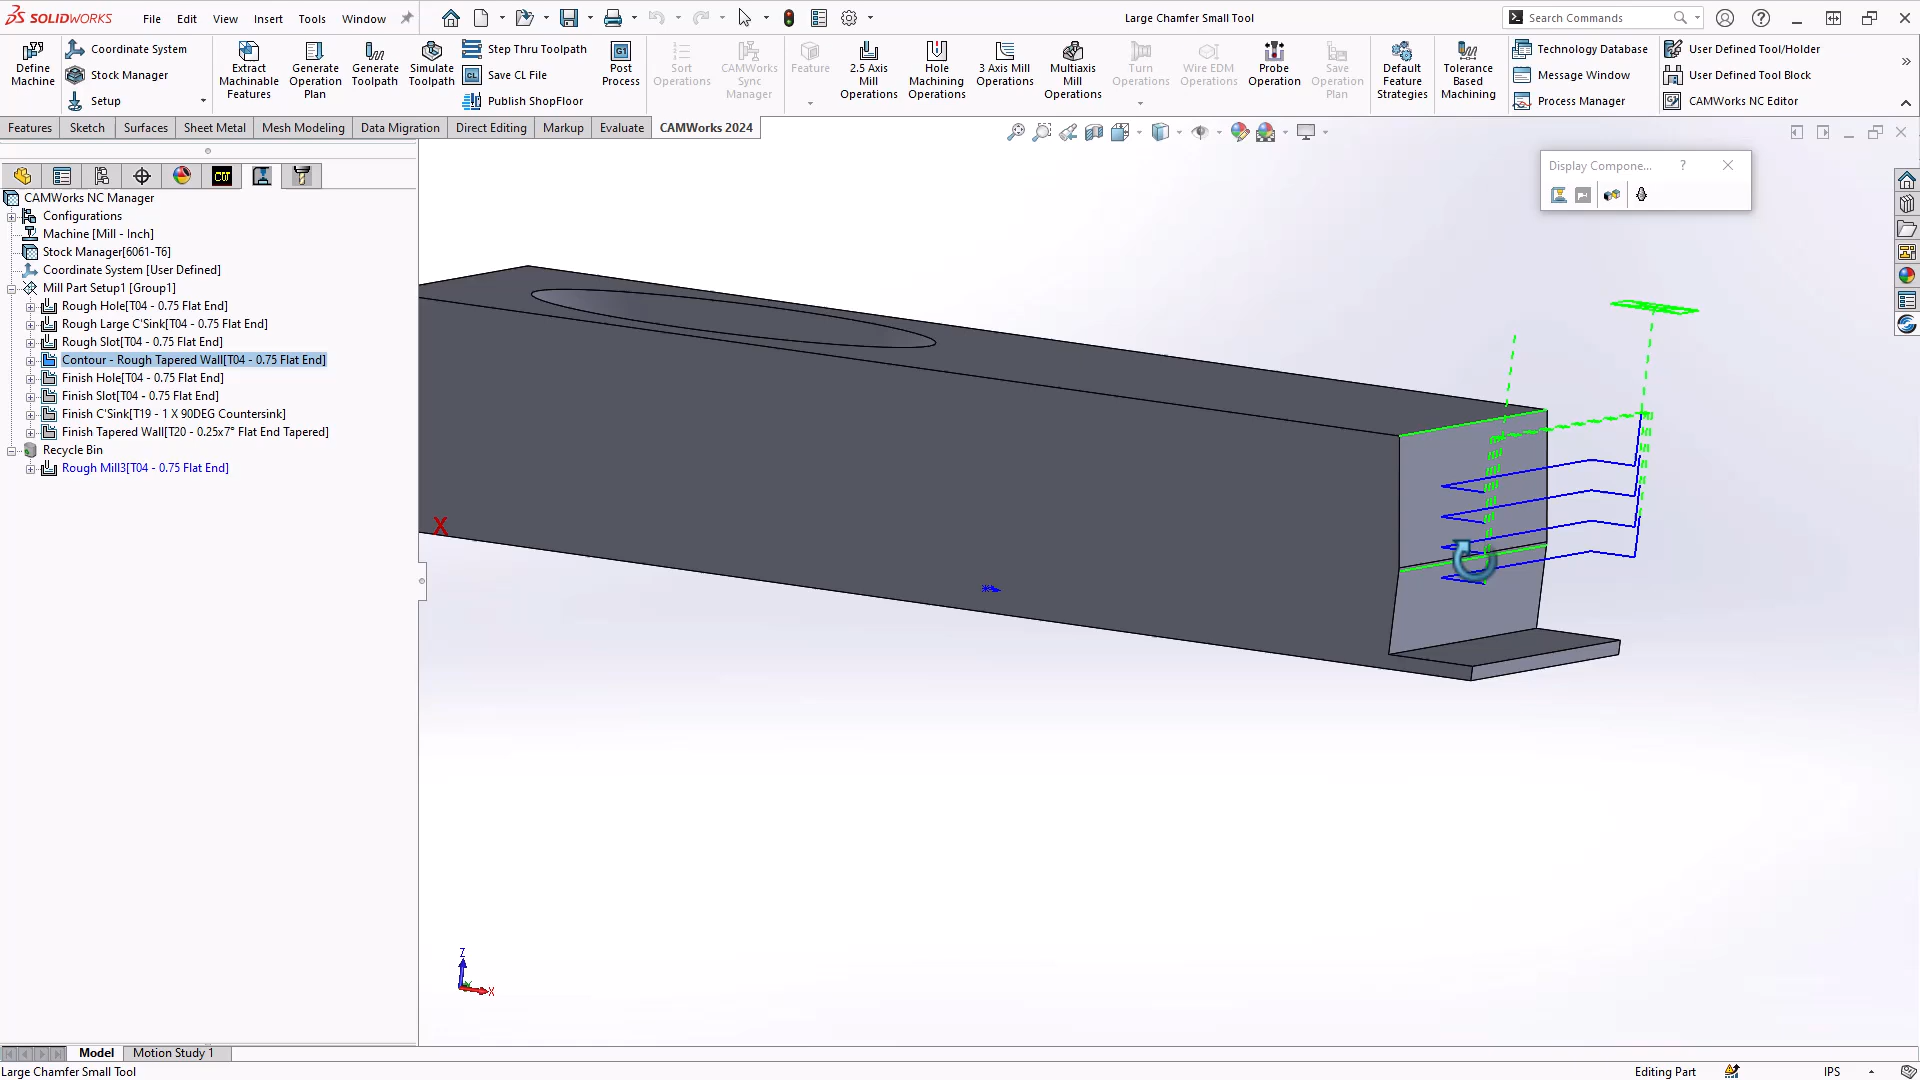 SOLIDWORKS File Edit View Insert Tools Window
Large Chamfer Small Tool
Search Commands
Define Machine
Coordinate System
Stock Manager
Setup
Extract Machinable Features
Generate Operation Plan
Generate Toolpath
Simulate Toolpath
Step Thru Toolpath
Save CL File
Publish ShopFloor
Post Process
Sort Operations
CAMWorks Sync Manager
Feature
2.5 Axis Mill Operations
Hole Machining Operations
3 Axis Mill Operations
Multiaxis Mill Operations
Turn Operations
Wire EDM Operations
Probe Operation
Save Operation Plan
Default Feature Strategies
Tolerance Based Machining
Technology Database
Message Window
Process Manager
User Defined Tool/Holder
User Defined Tool Block
CAMWorks NC Editor
Features Sketch Surfaces Sheet Metal Mesh Modeling Data Migration Direct Editing Markup Evaluate CAMWorks 2024
Display Compone... ?
CAMWorks NC Manager
Configurations
Machine [Mill - Inch]
Stock Manager[6061-T6]
Coordinate System [User Defined]
Mill Part Setup1 [Group1]
Rough Hole[T04 - 0.75 Flat End]
Rough Large C'Sink[T04 - 0.75 Flat End]
Rough Slot[T04 - 0.75 Flat End]
Contour - Rough Tapered Wall[T04 - 0.75 Flat End]
Finish Hole[T04 - 0.75 Flat End]
Finish Slot[T04 - 0.75 Flat End]
Finish C'Sink[T19 - 1 X 90DEG Countersink]
Finish Tapered Wall[T20 - 0.25x7° Flat End Tapered]
Recycle Bin
Rough Mill3[T04 - 0.75 Flat End]
X
Z
X
Model Motion Study 1
Large Chamfer Small Tool
Editing Part
IPS